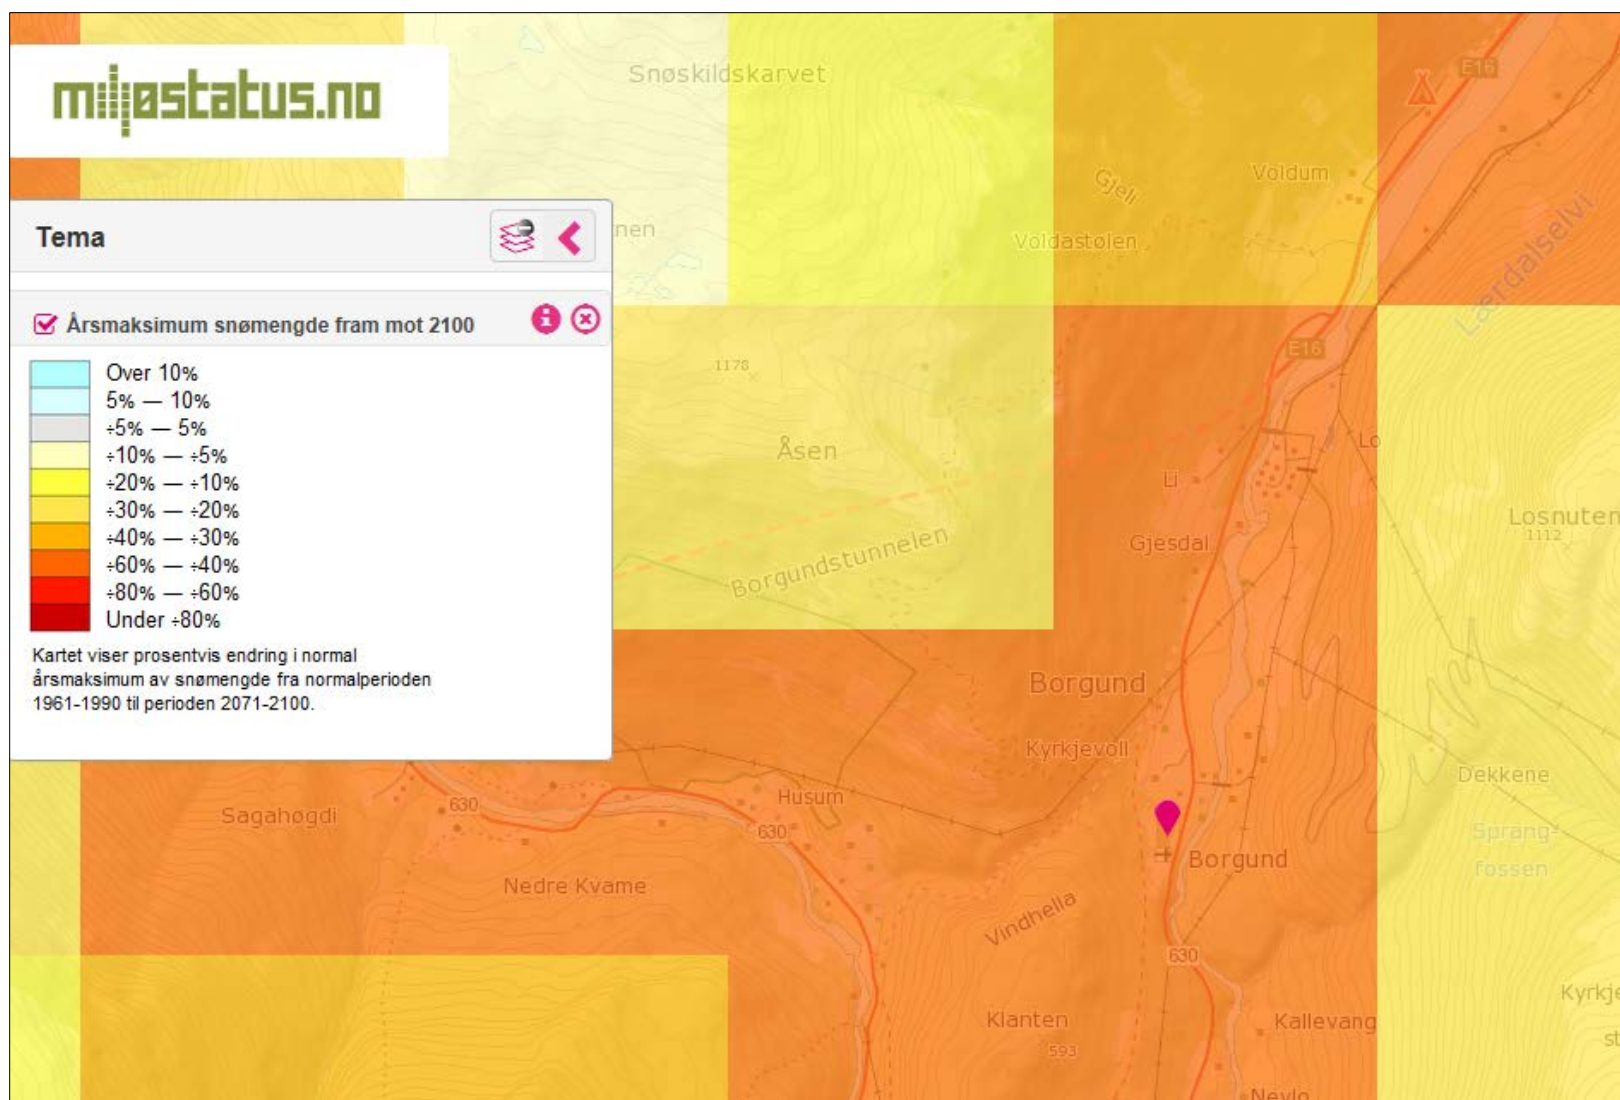 miljøstatus.no
Snøskildskarvet
E16
Gjeli
Voldum
Voldastølen
Lærdalselvi
Tema
Årsmaksimum snømengde fram mot 2100
Over 10%
5% — 10%
÷5% — 5%
÷10% — ÷5%
÷20% — ÷10%
÷30% — ÷20%
÷40% — ÷30%
÷60% — ÷40%
÷80% — ÷60%
Under ÷80%
Kartet viser prosentvis endring i normal
årsmaksimum av snømengde fra normalperioden
1961-1990 til perioden 2071-2100.
nen
E16
1178
Åsen
Lo
Li
Losnuten
1112
Gjesdal
Borgundstunnelen
Borgund
Kyrkjevoll
Dekkene
Husum
630
Sagahøgdi
630
Sprang-
fossen
Borgund
Nedre Kvame
Vindhella
630
Kyrkje
st
Klanten
593
Kallevang
Nevlo